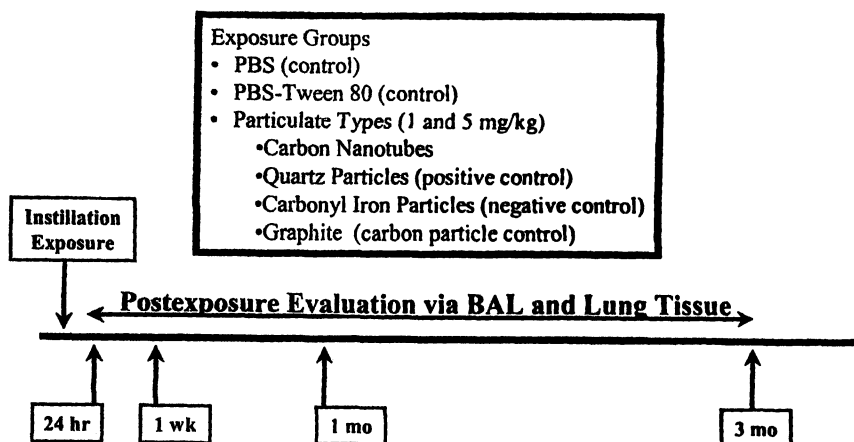 Exposure Groups
• PBS (control)
• PBS-Tween 80 (control)
• Particulate Types (1 and 5 mg/kg)
•Carbon Nanotubes
•Quartz Particles (positive control)
•Carbonyl Iron Particles (negative control)
•Graphite (carbon particle control)
Instillation
Exposure
Postexposure Evaluation via BAL and Lung Tissue
24 hr
1 wk
1 mo
3 mo